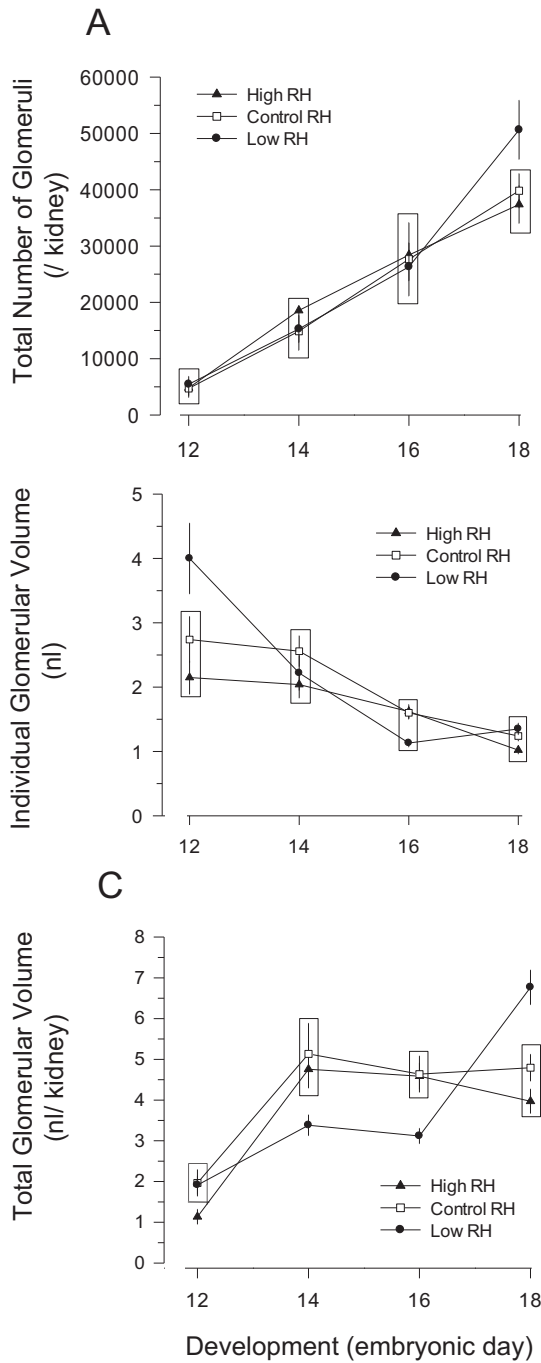 A
Total Number of Glomeruli
(/ kidney)
60000
50000
40000
30000
20000
10000
0
High RH
Control RH
Low RH
12
14
16
18
Individual Glomerular Volume
(nl)
5
4
3
2
1
0
High RH
Control RH
Low RH
12
14
16
18
C
Total Glomerular Volume
(nl/ kidney)
8
7
6
5
4
3
2
1
0
High RH
Control RH
Low RH
12
14
16
18
Development (embryonic day)